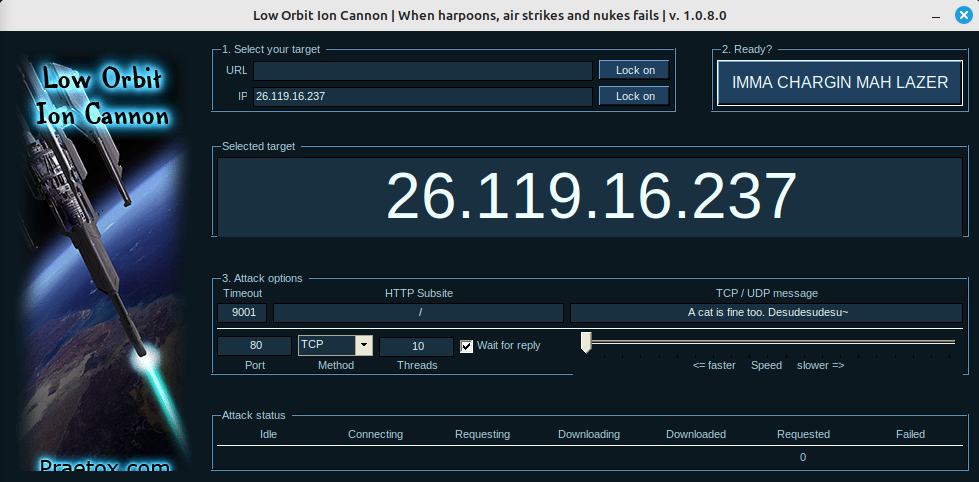 Low Orbit Ion Cannon | When harpoons, air strikes and nukes fails | v. 1.0.8.0
Low Orbit
Ion Cannon
Praetox.com
1. Select your target
URL Lock on
IP 26.119.16.237 Lock on
2. Ready?
IMMA CHARGIN MAH LAZER
Selected target
26.119.16.237
3. Attack options
Timeout HTTP Subsite TCP / UDP message
9001 / A cat is fine too. Desudesudesu~
80 TCP 10 Wait for reply
Port Method Threads <= faster Speed slower =>
Attack status
Idle Connecting Requesting Downloading Downloaded Requested Failed
0